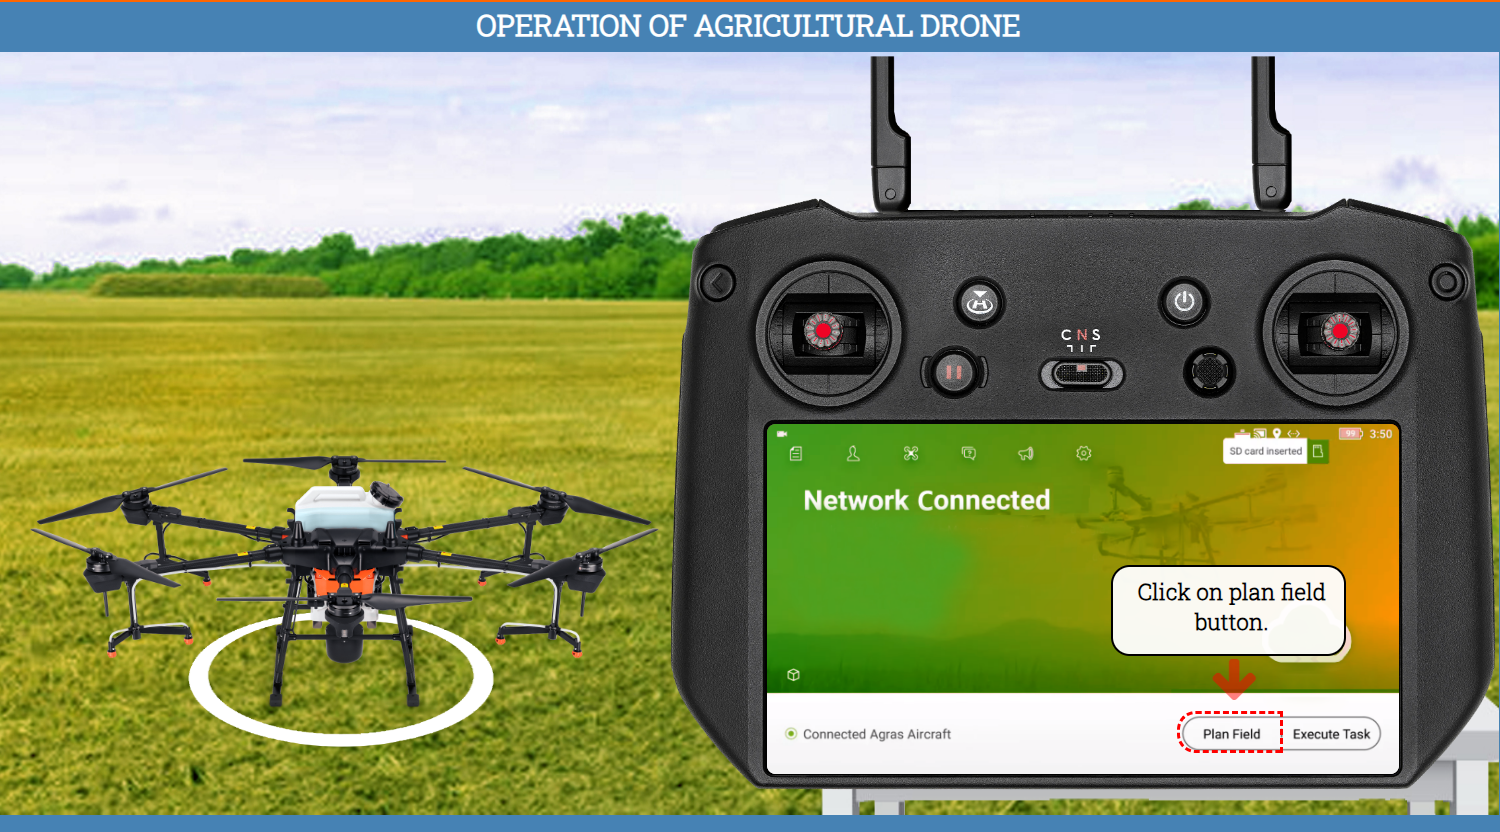 OPERATION OF AGRICULTURAL DRONE
C N S
99 3:50
SD card inserted
Network Connected
Click on plan field
button.
Connected Agras Aircraft
Plan Field
Execute Task